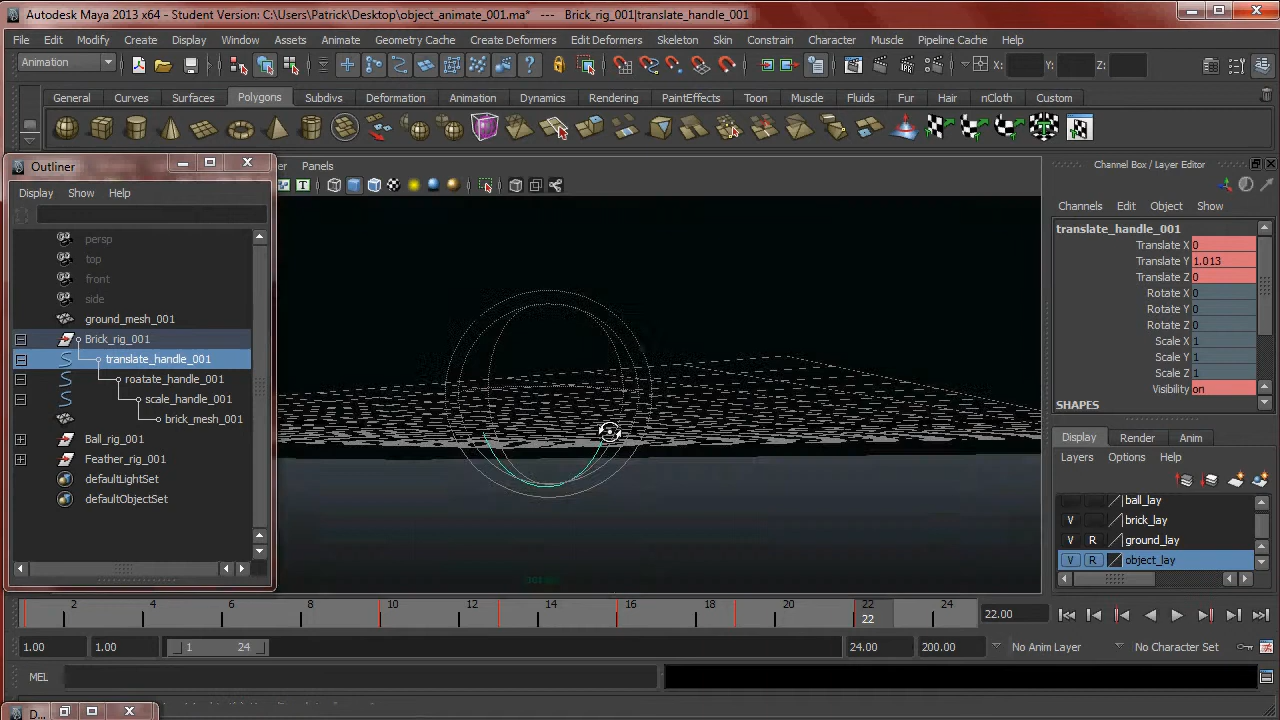 Autodesk Maya 2013 x64 - Student Version: C:\Users\Patrick\Desktop\object_animate_001.ma* --- Brick_rig_001|translate_handle_001
File Edit Modify Create Display Window Assets Animate Geometry Cache Create Deformers Edit Deformers Skeleton Skin Constrain Character Muscle Pipeline Cache Help
Animation X: Y: Z:
General Curves Surfaces Polygons Subdivs Deformation Animation Dynamics Rendering PaintEffects Toon Muscle Fluids Fur Hair nCloth Custom
Outliner
Panels
Channel Box / Layer Editor
Display Show Help
Channels Edit Object Show
translate_handle_001
Translate X 0
Translate Y 1.013
Translate Z 0
Rotate X 0
Rotate Y 0
Rotate Z 0
Scale X 1
Scale Y 1
Scale Z 1
Visibility on
SHAPES
persp
top
front
side
ground_mesh_001
Brick_rig_001
translate_handle_001
roatate_handle_001
scale_handle_001
brick_mesh_001
Ball_rig_001
Feather_rig_001
defaultLightSet
defaultObjectSet
Display Render Anim
Layers Options Help
ball_lay
V brick_lay
V R ground_lay
V R object_lay
2 4 6 8 10 12 14 16 18 20 22 24
22
22.00
1.00 1.00 1 24 24.00 200.00 No Anim Layer No Character Set
MEL
D...